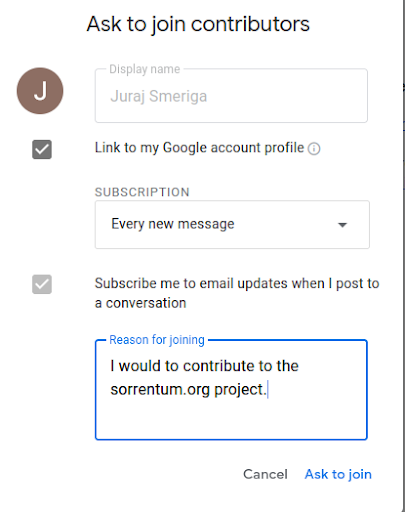 Ask to join contributors
J
Display name
Juraj Smeriga
Link to my Google account profile
SUBSCRIPTION
Every new message
Subscribe me to email updates when I post to
a conversation
Reason for joining
I would to contribute to the
sorrentum.org project.
Cancel Ask to join